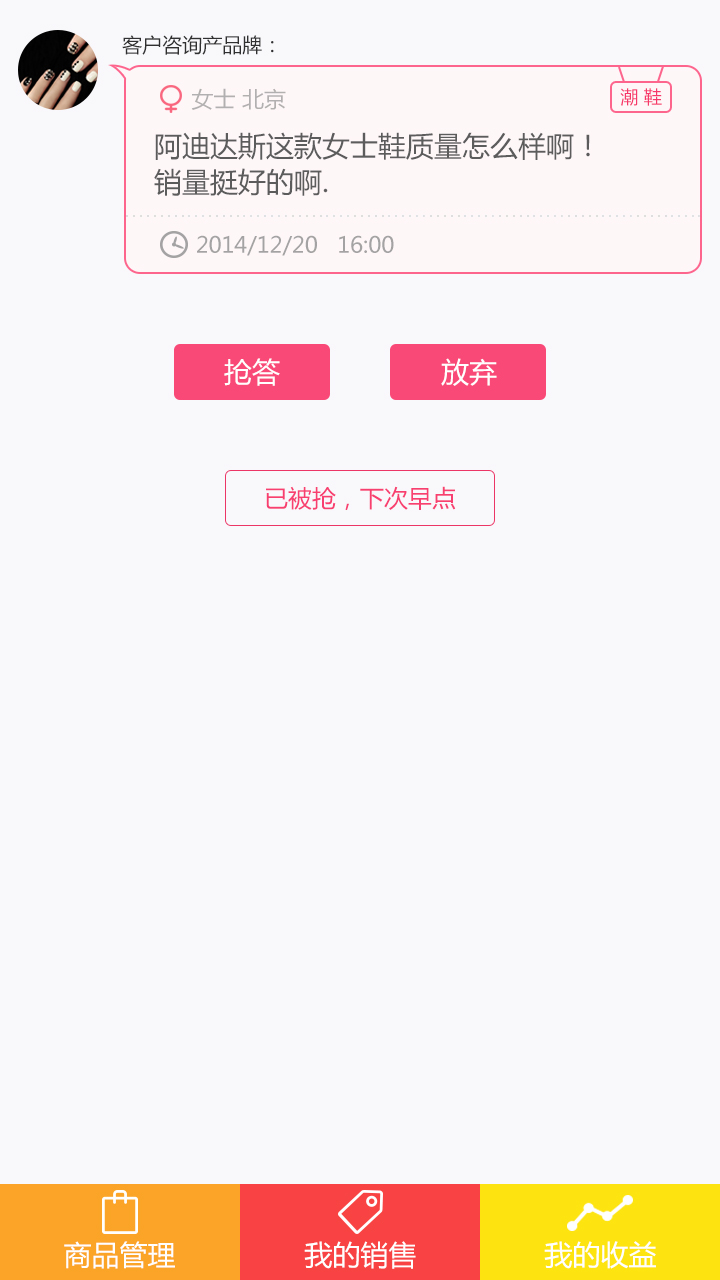 客户咨询产品牌：
女士 北京
潮 鞋
阿迪达斯这款女士鞋质量怎么样啊！
销量挺好的啊.
2014/12/20 16:00
抢答
放弃
已被抢，下次早点
商品管理
我的销售
我的收益